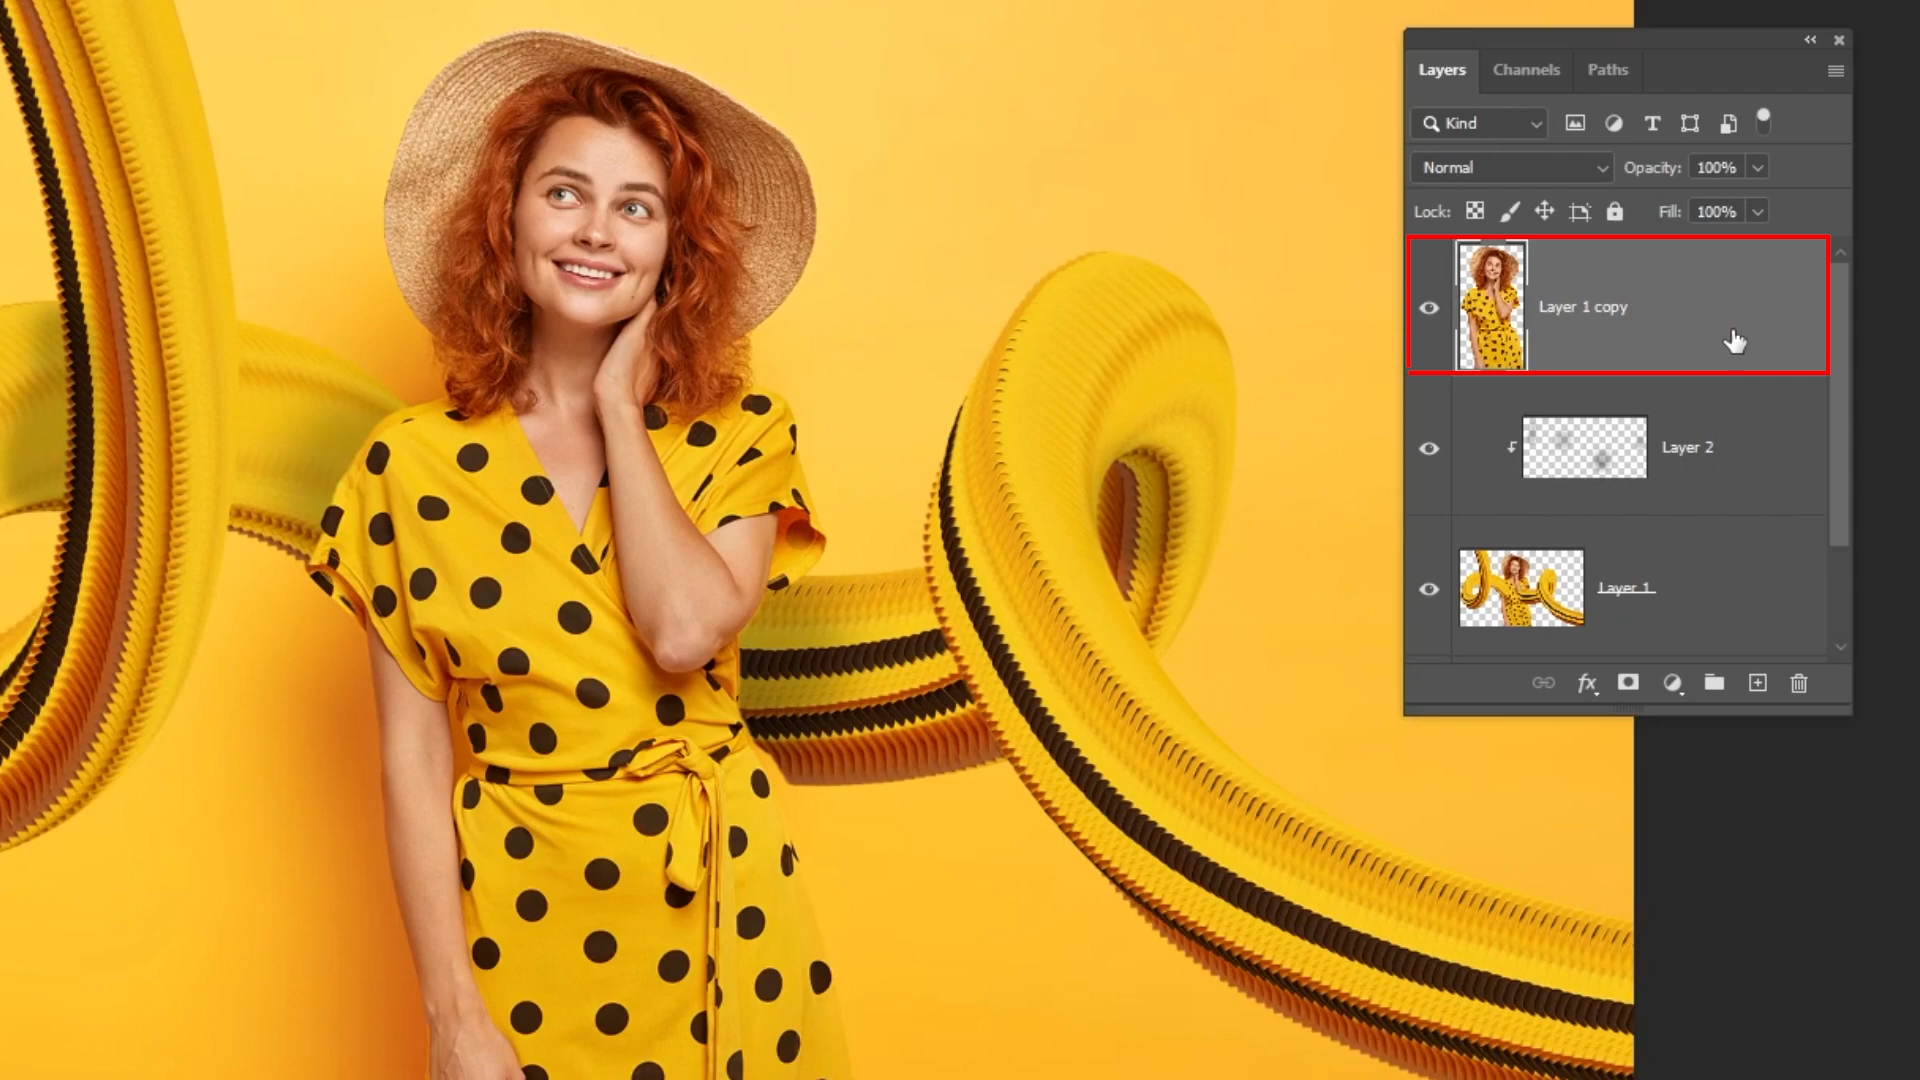 Layers Channels Paths
Kind
Normal Opacity: 100%
Lock: Fill: 100%
Layer 1 copy
Layer 2
Layer 1
fx